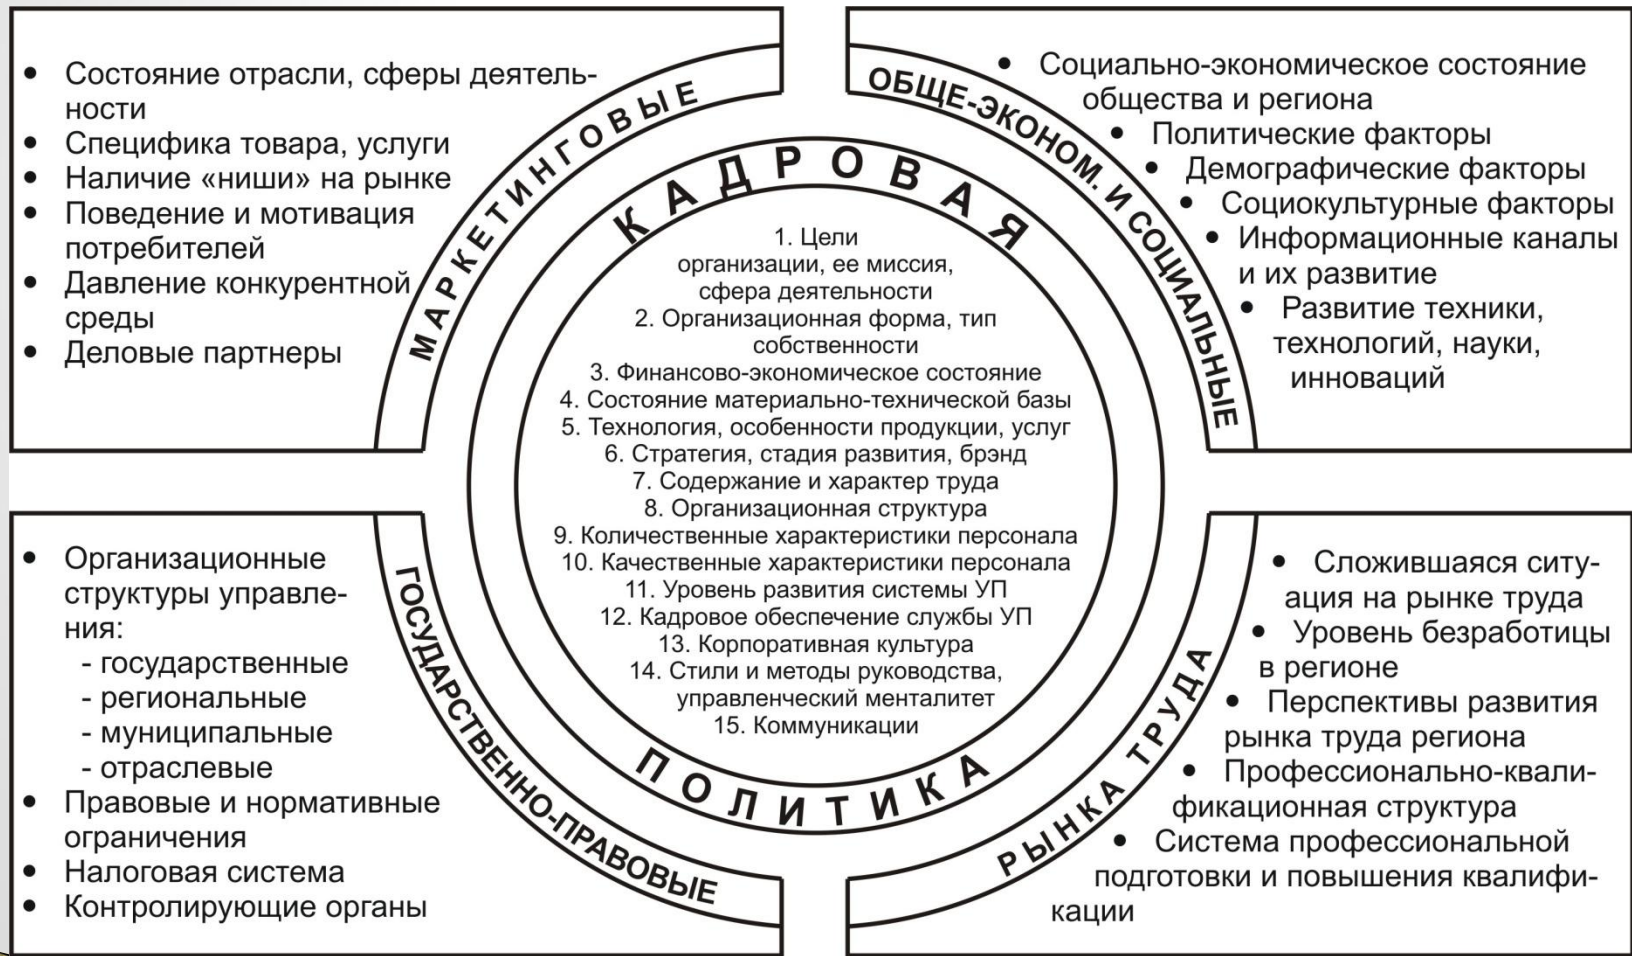 • Состояние отрасли, сферы деятель-
ности
• Специфика товара, услуги
• Наличие «ниши» на рынке
• Поведение и мотивация
потребителей
• Давление конкурентной
среды
• Деловые партнеры
МАРКЕТИНГОВЫЕ
ОБЩЕ-ЭКОНОМ. И СОЦИАЛЬНЫЕ
• Социально-экономическое состояние
общества и региона
• Политические факторы
• Демографические факторы
• Социокультурные факторы
• Информационные каналы
и их развитие
• Развитие техники,
технологий, науки,
инноваций
КАДРОВАЯ
1. Цели
организации, ее миссия,
сфера деятельности
2. Организационная форма, тип
собственности
3. Финансово-экономическое состояние
4. Состояние материально-технической базы
5. Технология, особенности продукции, услуг
6. Стратегия, стадия развития, брэнд
7. Содержание и характер труда
8. Организационная структура
9. Количественные характеристики персонала
10. Качественные характеристики персонала
11. Уровень развития системы УП
12. Кадровое обеспечение службы УП
13. Корпоративная культура
14. Стили и методы руководства,
управленческий менталитет
15. Коммуникации
ПОЛИТИКА
• Организационные
структуры управле-
ния:
- государственные
- региональные
- муниципальные
- отраслевые
• Правовые и нормативные
ограничения
• Налоговая система
• Контролирующие органы
ГОСУДАРСТВЕННО-ПРАВОВЫЕ
РЫНКА ТРУДА
• Сложившаяся ситу-
ация на рынке труда
• Уровень безработицы
в регионе
• Перспективы развития
рынка труда региона
• Профессионально-квали-
фикационная структура
• Система профессиональной
подготовки и повышения квалифи-
кации